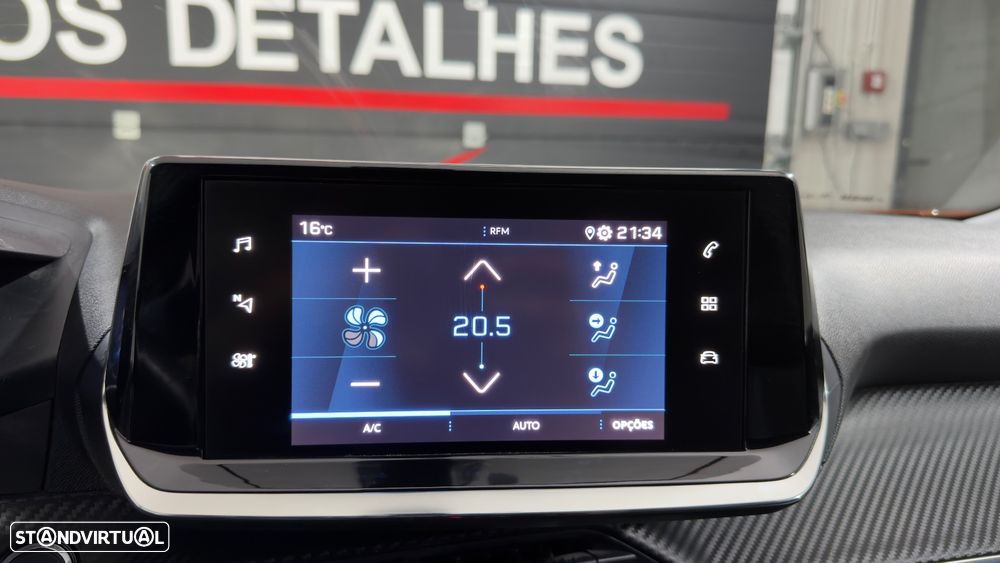 OS DETALHES
16°C
RFM
21:34
N
20.5
A/C
AUTO
OPÇÕES
STANDVIRTUAL